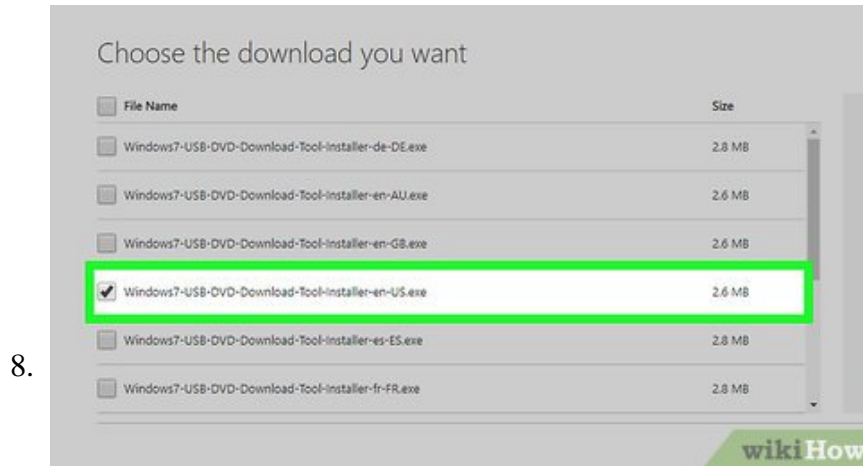 Choose the download you want
File Name Size
Windows7-USB-DVD-Download-Tool-Installer-de-DE.exe 2.8 MB
Windows7-USB-DVD-Download-Tool-Installer-en-AU.exe 2.6 MB
Windows7-USB-DVD-Download-Tool-Installer-en-GB.exe 2.6 MB
Windows7-USB-DVD-Download-Tool-Installer-en-US.exe 2.6 MB
Windows7-USB-DVD-Download-Tool-Installer-es-ES.exe 2.8 MB
8.
Windows7-USB-DVD-Download-Tool-Installer-fr-FR.exe 2.8 MB
wikiHow